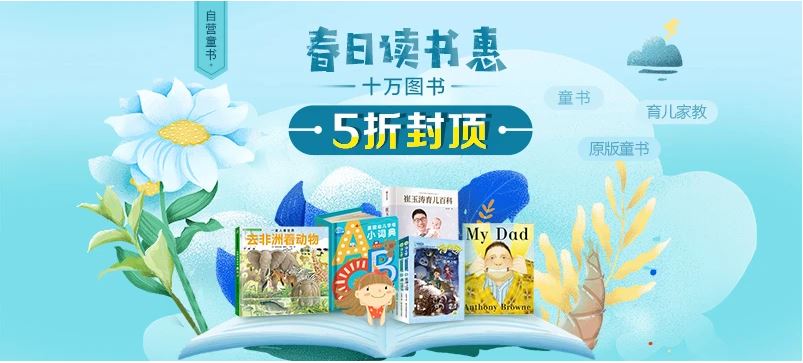 自营童书
春日读书惠
十万图书
5折封顶
童书
育儿家教
原版童书
去非洲看动物
小词典
ABC
崔玉涛育儿百科
My Dad
Anthony Browne